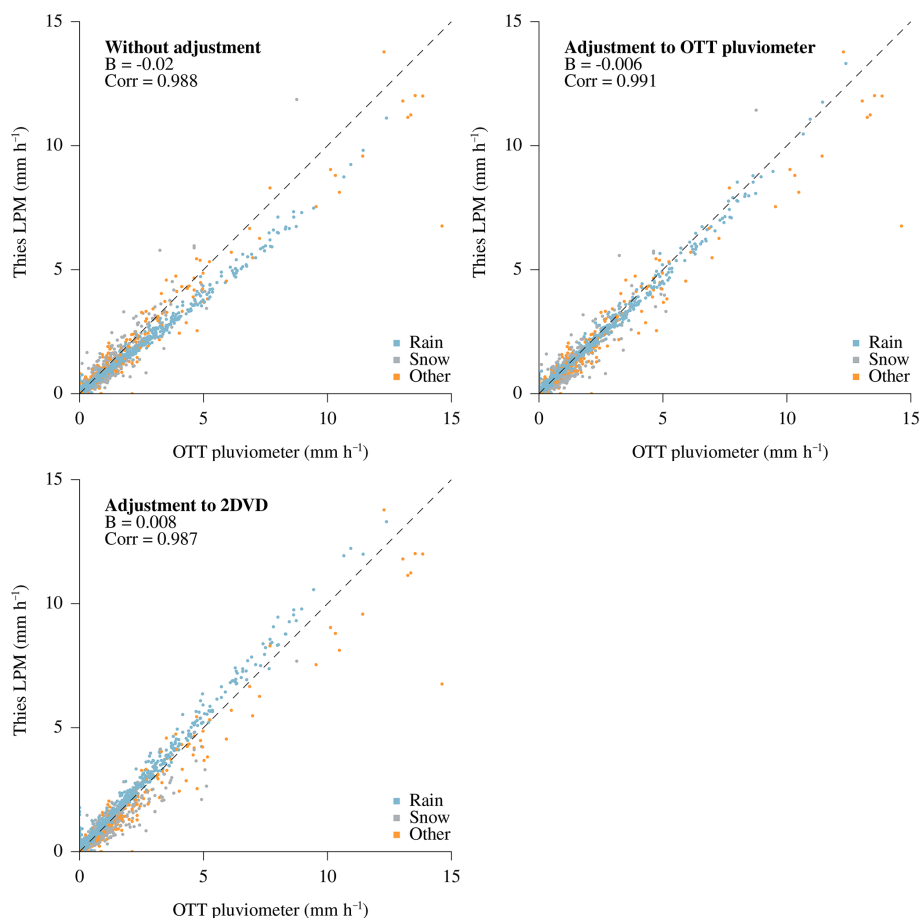 Without adjustment
B = -0.02
Corr = 0.988
15
10
5
0
Thies LPM (mm h⁻¹)
Rain
Snow
Other
0 5 10 15
OTT pluviometer (mm h⁻¹)
Adjustment to OTT pluviometer
B = -0.006
Corr = 0.991
15
10
5
0
Thies LPM (mm h⁻¹)
Rain
Snow
Other
0 5 10 15
OTT pluviometer (mm h⁻¹)
Adjustment to 2DVD
B = 0.008
Corr = 0.987
15
10
5
0
Thies LPM (mm h⁻¹)
Rain
Snow
Other
0 5 10 15
OTT pluviometer (mm h⁻¹)